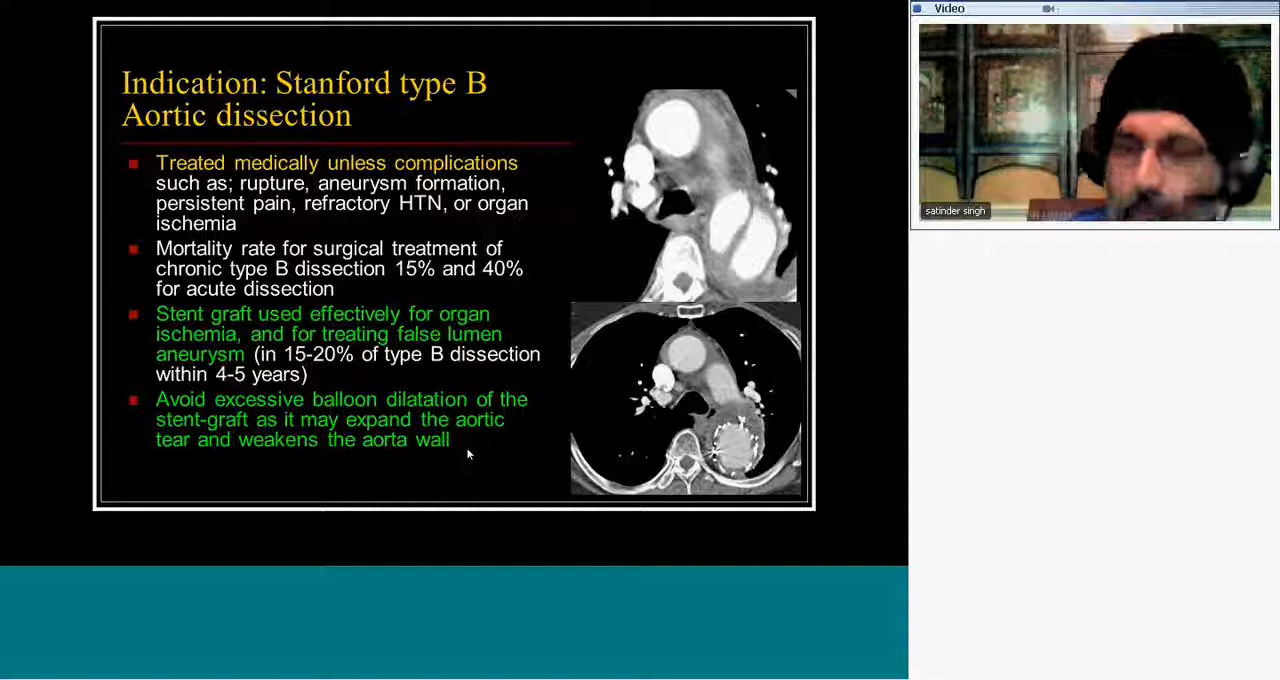 Video
Indication: Stanford type B
Aortic dissection
Treated medically unless complications
such as; rupture, aneurysm formation,
persistent pain, refractory HTN, or organ
ischemia
Mortality rate for surgical treatment of
chronic type B dissection 15% and 40%
for acute dissection
Stent graft used effectively for organ
ischemia, and for treating false lumen
aneurysm (in 15-20% of type B dissection
within 4-5 years)
Avoid excessive balloon dilatation of the
stent-graft as it may expand the aortic
tear and weakens the aorta wall
satinder singh